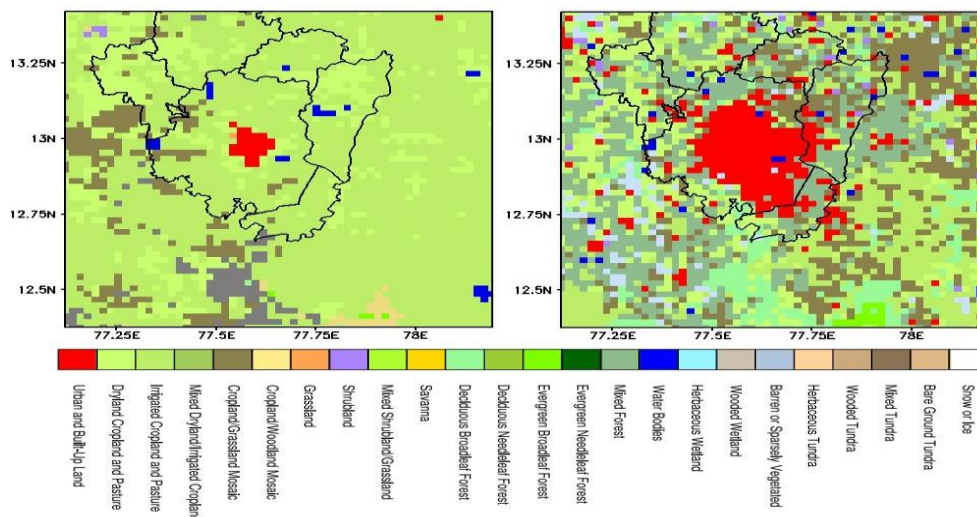 13.25N
13N
12.75N
12.5N
77.25E
77.5E
77.75E
78E
13.25N
13N
12.75N
12.5N
77.25E
77.5E
77.75E
78E
Urban and Built-Up Land
Dryland Cropland and Pasture
Irrigated Cropland and Pasture
Mixed Dryland/Irrigated Croplan
Cropland/Grassland Mosaic
Cropland/Woodland Mosaic
Grassland
Shrubland
Mixed Shrubland/Grassland
Savanna
Deciduous Broadleaf Forest
Deciduous Needleleaf Forest
Evergreen Broadleaf Forest
Evergreen Needleleaf Forest
Mixed Forest
Water Bodies
Herbaceous Wetland
Wooded Wetland
Barren or Sparsely Vegetated
Herbaceous Tundra
Wooded Tundra
Mixed Tundra
Bare Ground Tundra
Snow or Ice